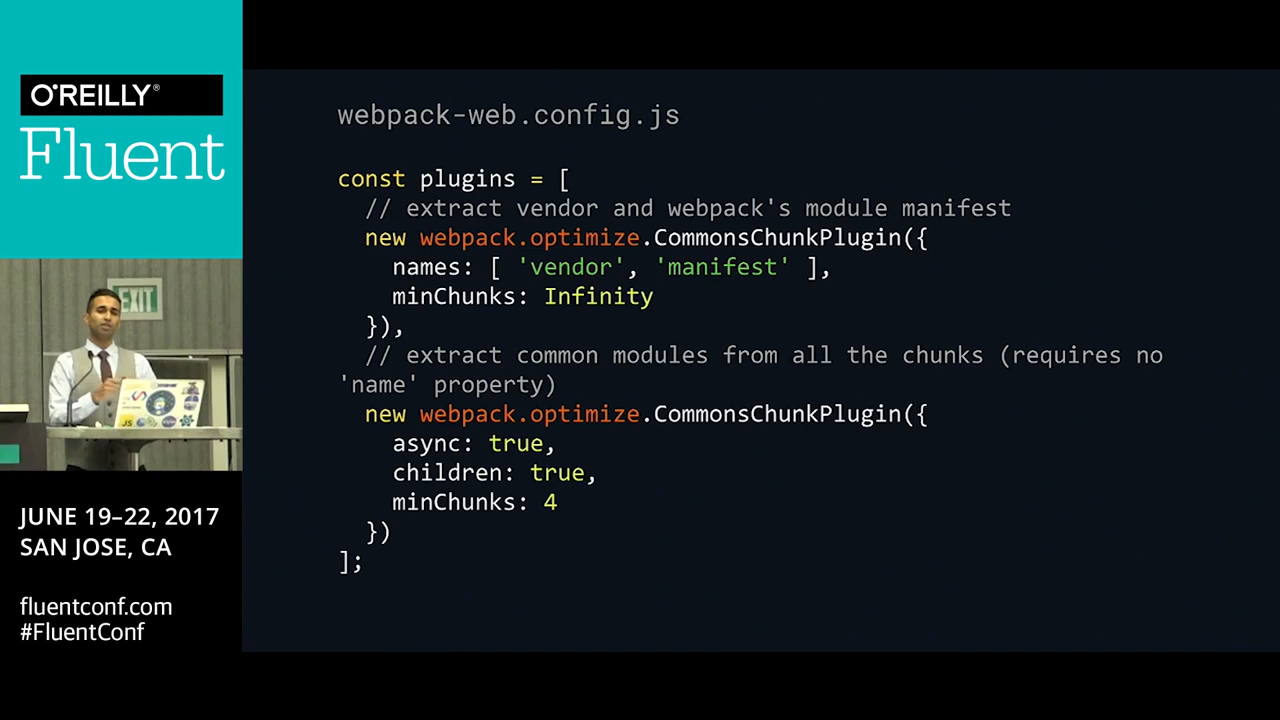 O'REILLY®
Fluent
EXIT
JUNE 19–22, 2017
SAN JOSE, CA
fluentconf.com
#FluentConf
webpack-web.config.js
const plugins = [
// extract vendor and webpack's module manifest
new webpack.optimize.CommonsChunkPlugin({
names: [ 'vendor', 'manifest' ],
minChunks: Infinity
}),
// extract common modules from all the chunks (requires no
'name' property)
new webpack.optimize.CommonsChunkPlugin({
async: true,
children: true,
minChunks: 4
})
];
JS